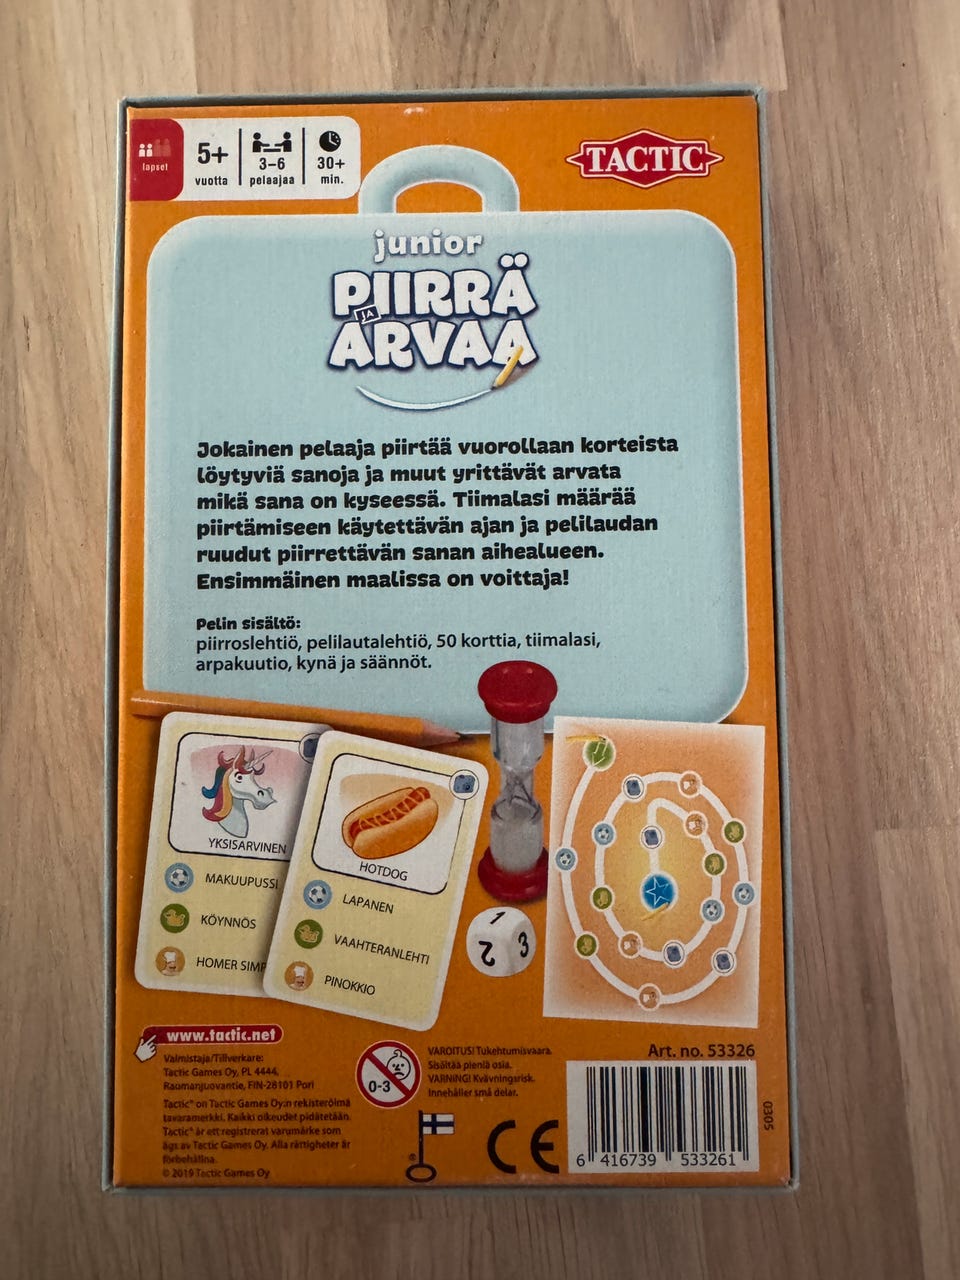 lapset
5+
vuotta
3–6
pelaajaa
30+
min.
TACTIC
junior
PIIRRÄ
JA
ARVAA
Jokainen pelaaja piirtää vuorollaan korteista
löytyviä sanoja ja muut yrittävät arvata
mikä sana on kyseessä. Tiimalasi määrää
piirtämiseen käytettävän ajan ja pelilaudan
ruudut piirrettävän sanan aihealueen.
Ensimmäinen maalissa on voittaja!
Pelin sisältö:
piirroslehtiö, pelilautalehtiö, 50 korttia, tiimalasi,
arpakuutio, kynä ja säännöt.
YKSISARVINEN
MAKUUPUSSI
KÖYNNÖS
HOMER SIMP
HOTDOG
LAPANEN
VAAHTERANLEHTI
PINOKKIO
1
2
3
www.tactic.net
Valmistaja/Tillverkare:
Tactic Games Oy, PL 4444,
Raumanjuovantie, FIN-28101 Pori
Tactic® on Tactic Games Oy:n rekisteröimä
tavaramerkki. Kaikki oikeudet pidätetään.
Tactic® är ett registrerat varumärke som
ägs av Tactic Games Oy. Alla rättigheter är
förbehållna.
© 2019 Tactic Games Oy
0-3
VAROITUS! Tukehtumisvaara.
Sisältää pieniä osia.
VARNING! Kvävningsrisk.
Innehåller små delar.
®
CE
Art. no. 53326
6 416739 533261
0305